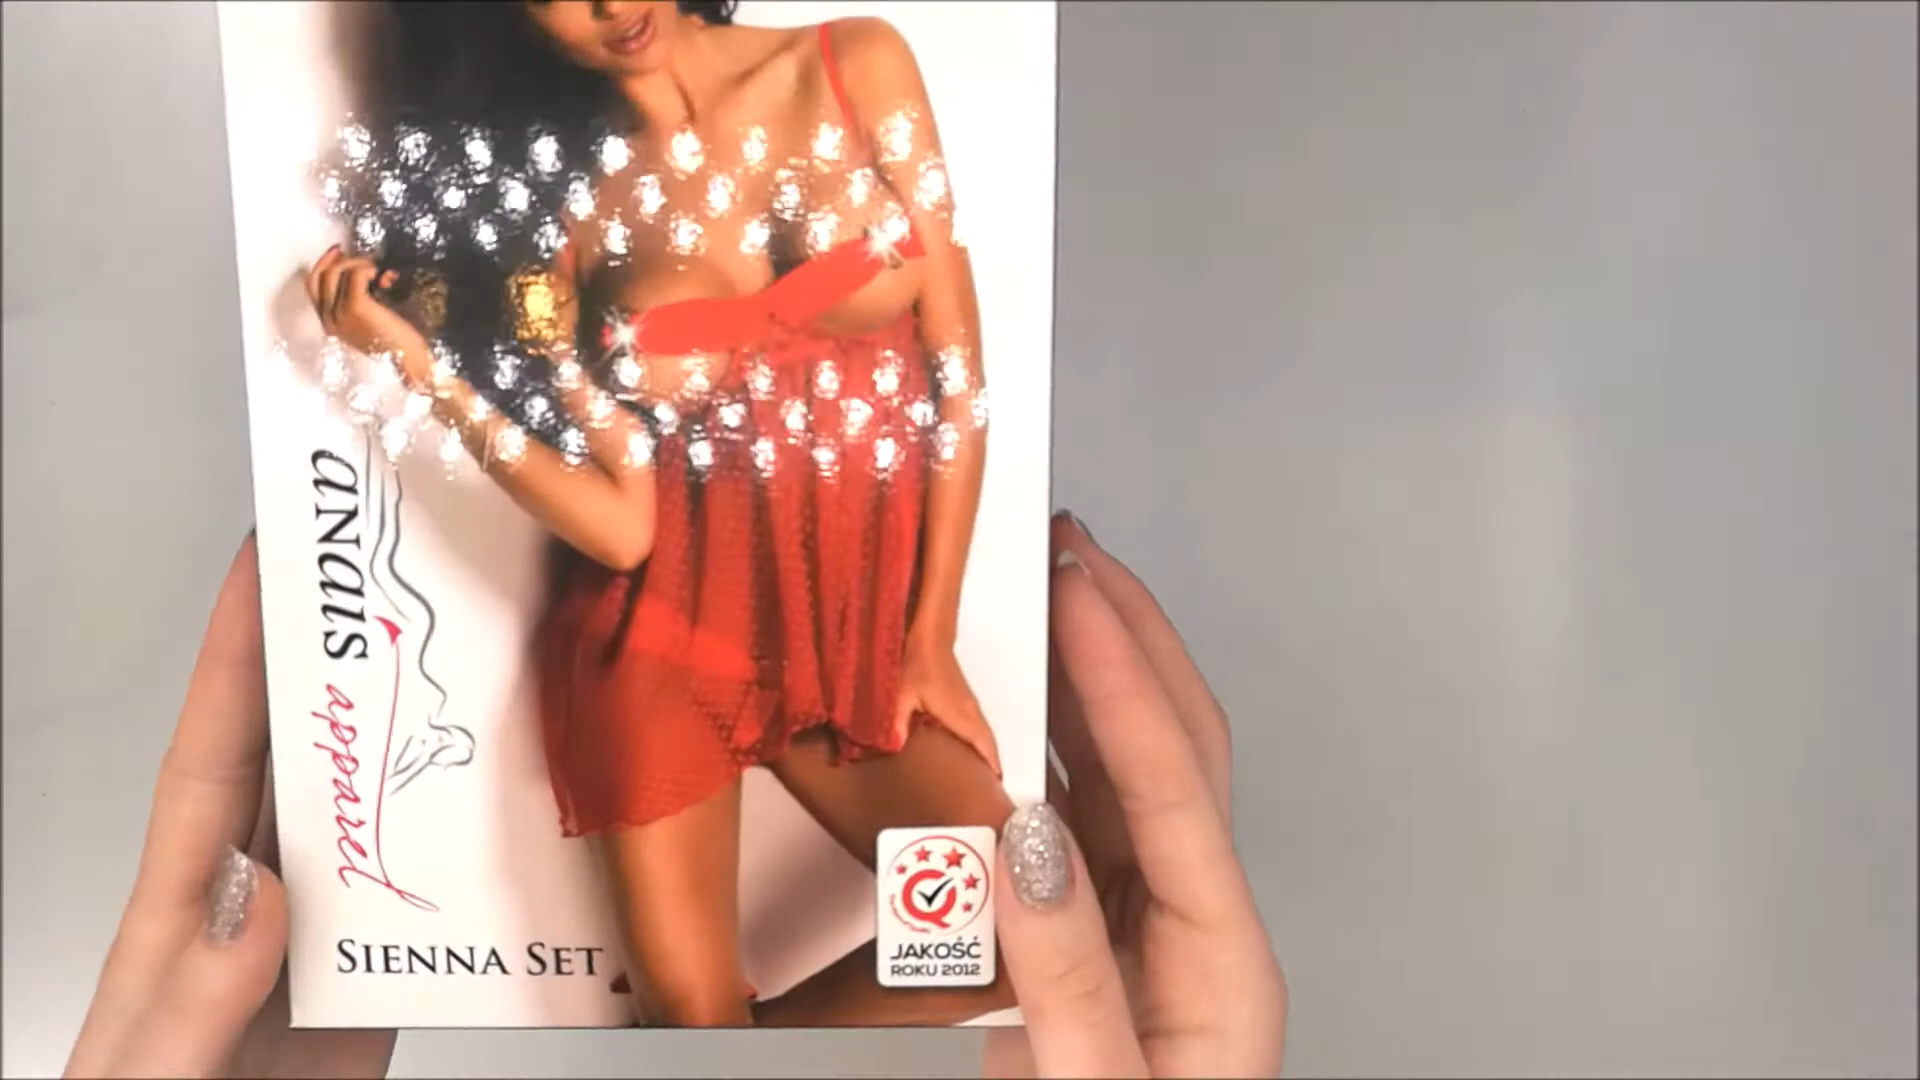 anais apparel
SIENNA SET
JAKOŚĆ
ROKU 2012